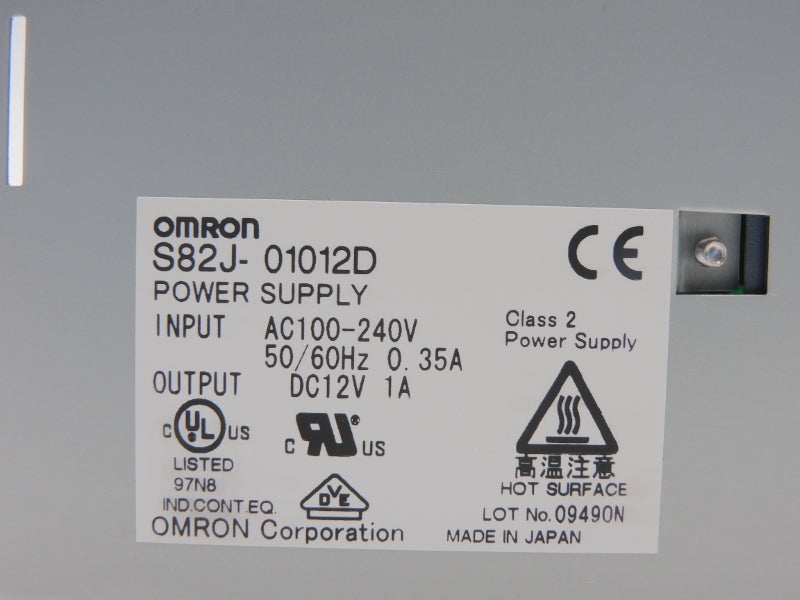 OMRON
S82J- 01012D
POWER SUPPLY
INPUT AC100-240V
50/60Hz 0.35A
OUTPUT DC12V 1A
CE
Class 2
Power Supply
C UL US
LISTED
97N8
IND.CONT.EQ.
C RU US
DVE
高温注意
HOT SURFACE
LOT No. 09490N
OMRON Corporation
MADE IN JAPAN